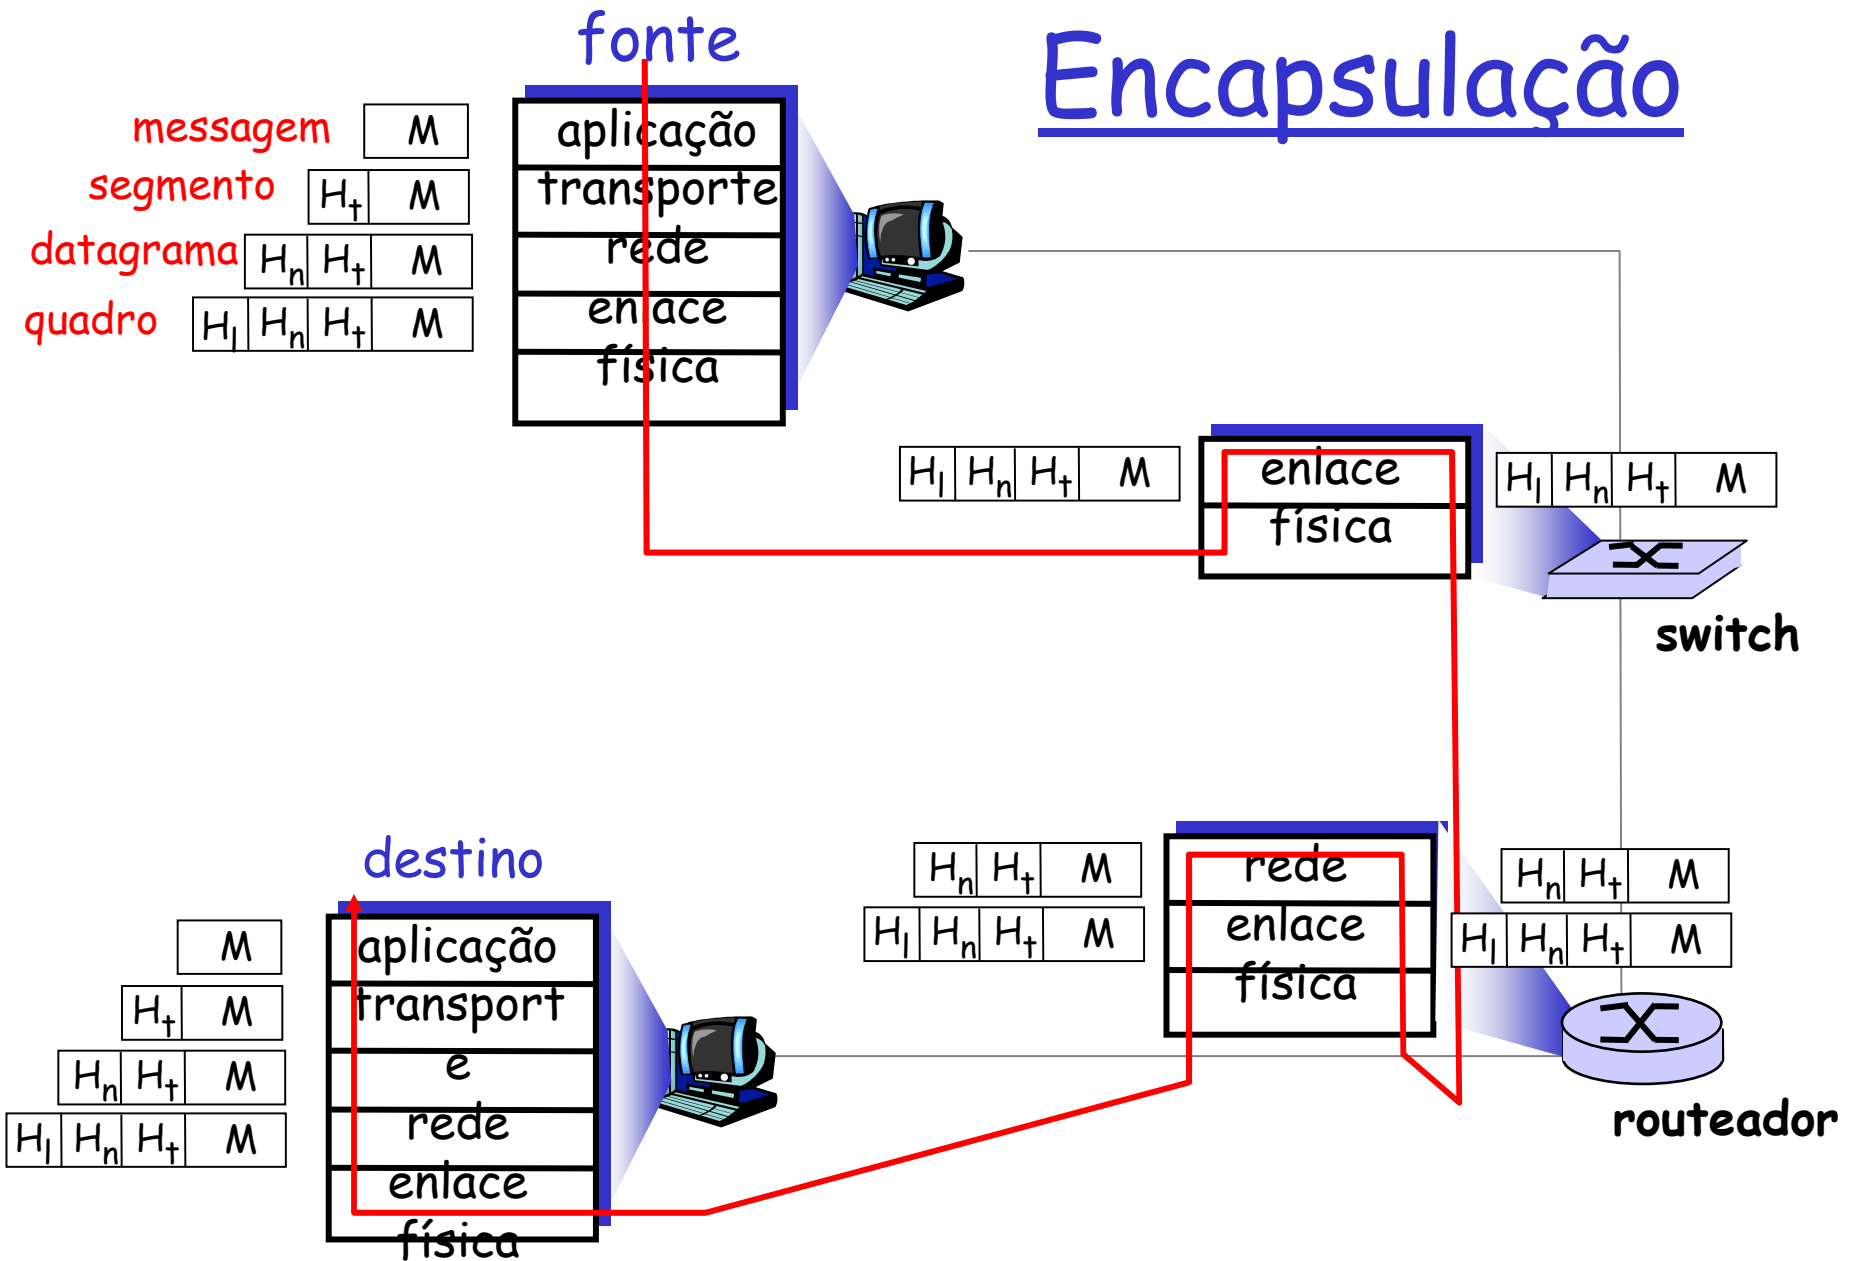 fonte
Encapsulação
messagem M aplicação
segmento Ht M transporte
datagrama Hn Ht M rede
quadro Hl Hn Ht M enlace
física
Hl Hn Ht M enlace Hl Hn Ht M
física
switch
destino
Hn Ht M rede Hn Ht M
Hl Hn Ht M enlace Hl Hn Ht M
física
routeador
M aplicação
Ht M transport
Hn Ht M e
Hl Hn Ht M rede
enlace
física